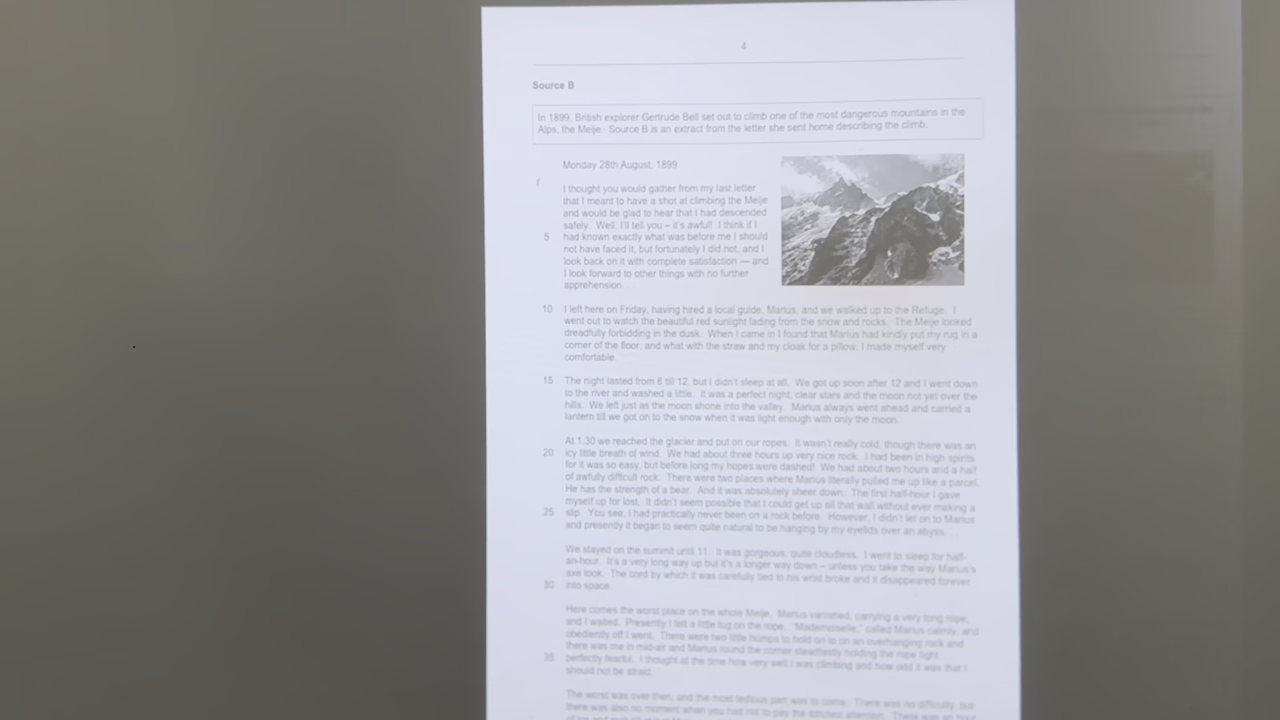 4
Source B
In 1899, British explorer Gertrude Bell set out to climb one of the most dangerous mountains in the
Alps, the Meije. Source B is an extract from the letter she sent home describing the climb.
Monday 28th August, 1899
I thought you would gather from my last letter
that I meant to have a shot at climbing the Meije
and would be glad to hear that I had descended
safely. Well, I'll tell you – it's awful! I think if I
5 had known exactly what was before me I should
not have faced it, but fortunately I did not, and I
look back on it with complete satisfaction — and
I look forward to other things with no further
apprehension.
10 I left here on Friday, having hired a local guide, Marius, and we walked up to the Refuge. I
went out to watch the beautiful red sunlight fading from the snow and rocks. The Meije looked
dreadfully forbidding in the dusk. When I came in I found that Marius had kindly put my rug in a
corner of the floor, and what with the straw and my cloak for a pillow, I made myself very
comfortable.
15 The night lasted from 8 till 12, but I didn't sleep at all. We got up soon after 12 and I went down
to the river and washed a little. It was a perfect night, clear stars and the moon not yet over the
hills. We left just as the moon shone into the valley. Marius always went ahead and carried a
lantern till we got on to the snow when it was light enough with only the moon.
At 1.30 we reached the glacier and put on our ropes. It wasn't really cold, though there was an
20 icy little breath of wind. We had about three hours up very nice rock. I had been in high spirits
for it was so easy, but before long my hopes were dashed! We had about two hours and a half
of awfully difficult rock. There were two places where Marius literally pulled me up like a parcel.
He has the strength of a bear. And it was absolutely sheer down. The first half-hour I gave
myself up for lost. It didn't seem possible that I could get up all that wall without ever making a
25 slip. You see, I had practically never been on a rock before. However, I didn't let on to Marius
and presently it began to seem quite natural to be hanging by my eyelids over an abyss. ...
We stayed on the summit until 11. It was gorgeous, quite cloudless. I went to sleep for half-
an-hour. It's a very long way up but it's a longer way down – unless you take the way Marius's
axe took. The cord by which it was carefully tied to his wrist broke and it disappeared forever
30 into space.
Here comes the worst place on the whole Meije. Marius vanished, carrying a very long rope,
and I waited. Presently I felt a little tug on the rope. "Mademoiselle," called Marius calmly, and
obediently off I went. There were two little humps to hold on to on an overhanging rock and
there was me in mid-air and Marius round the corner steadfastly holding the rope tight,
35 perfectly fearful. I thought at the time how very well I was climbing and how odd it was that I
should not be afraid.
The worst was over then, and the most tedious part was to come. There was no difficulty, but
there was also no moment when you had not to pay the strictest attention. There was an hour